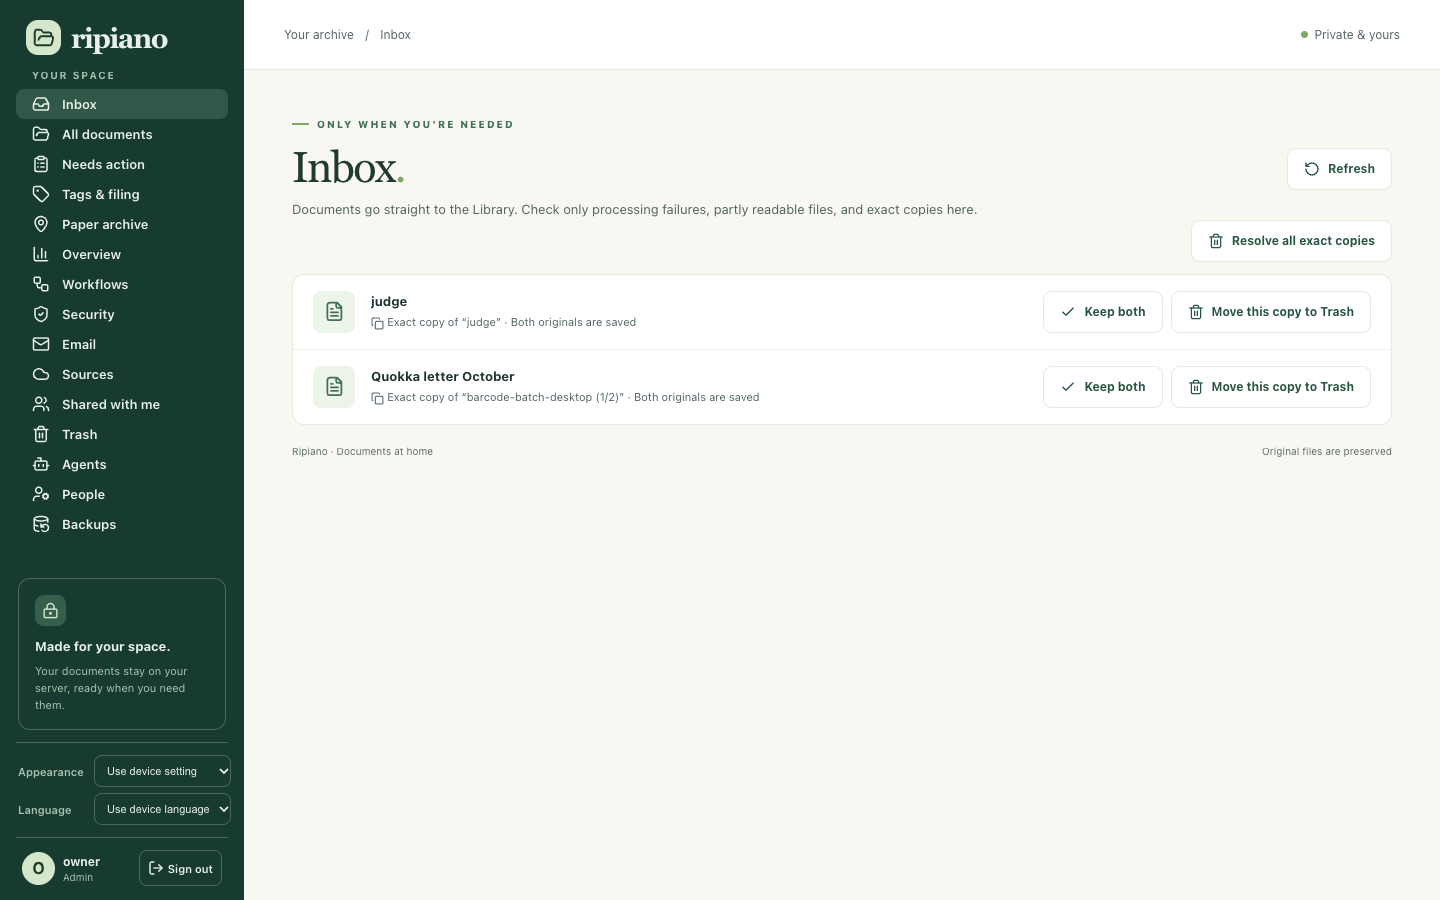 ripiano
YOUR SPACE
Inbox
All documents
Needs action
Tags & filing
Paper archive
Overview
Workflows
Security
Email
Sources
Shared with me
Trash
Agents
People
Backups
Made for your space.
Your documents stay on your
server, ready when you need
them.
Appearance
Use device setting
Language
Use device language
O
owner
Admin
Sign out
Your archive / Inbox
Private & yours
ONLY WHEN YOU'RE NEEDED
Inbox.
Refresh
Documents go straight to the Library. Check only processing failures, partly readable files, and exact copies here.
Resolve all exact copies
judge
Exact copy of “judge” · Both originals are saved
Keep both
Move this copy to Trash
Quokka letter October
Exact copy of “barcode-batch-desktop (1/2)” · Both originals are saved
Keep both
Move this copy to Trash
Ripiano · Documents at home
Original files are preserved